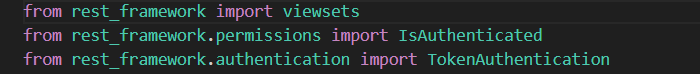 from rest_framework import viewsets
from rest_framework.permissions import IsAuthenticated
from rest_framework.authentication import TokenAuthentication